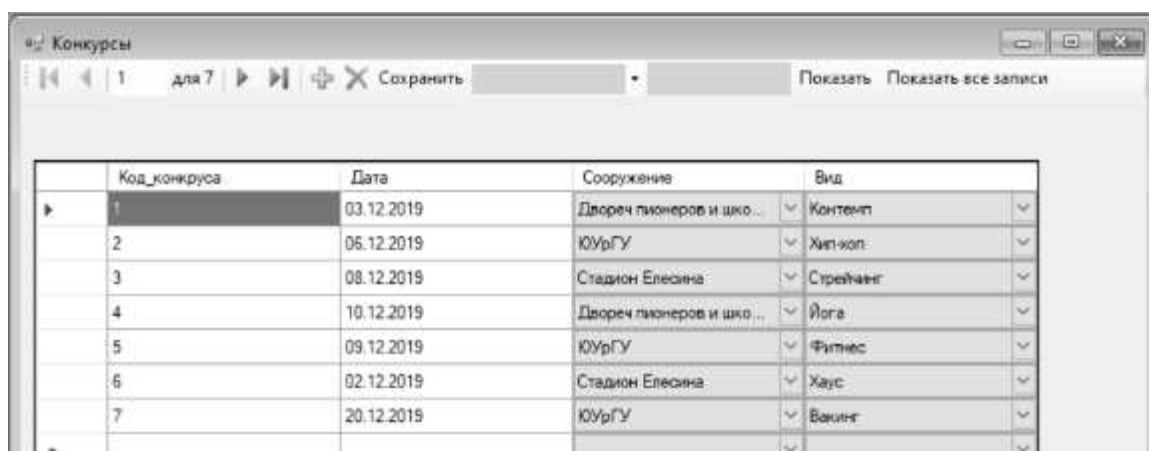 Конкурсы
1 для 7 Сохранить Показать Показать все записи
Код_конкруса Дата Сооружение Вид
1 03.12.2019 Двореч пионеров и шко... Контемп
2 06.12.2019 ЮУрГУ Хип-хоп
3 08.12.2019 Стадион Елесина Стрейчинг
4 10.12.2019 Двореч пионеров и шко... Йога
5 09.12.2019 ЮУрГУ Фитнес
6 02.12.2019 Стадион Елесина Хаус
7 20.12.2019 ЮУрГУ Вакинг